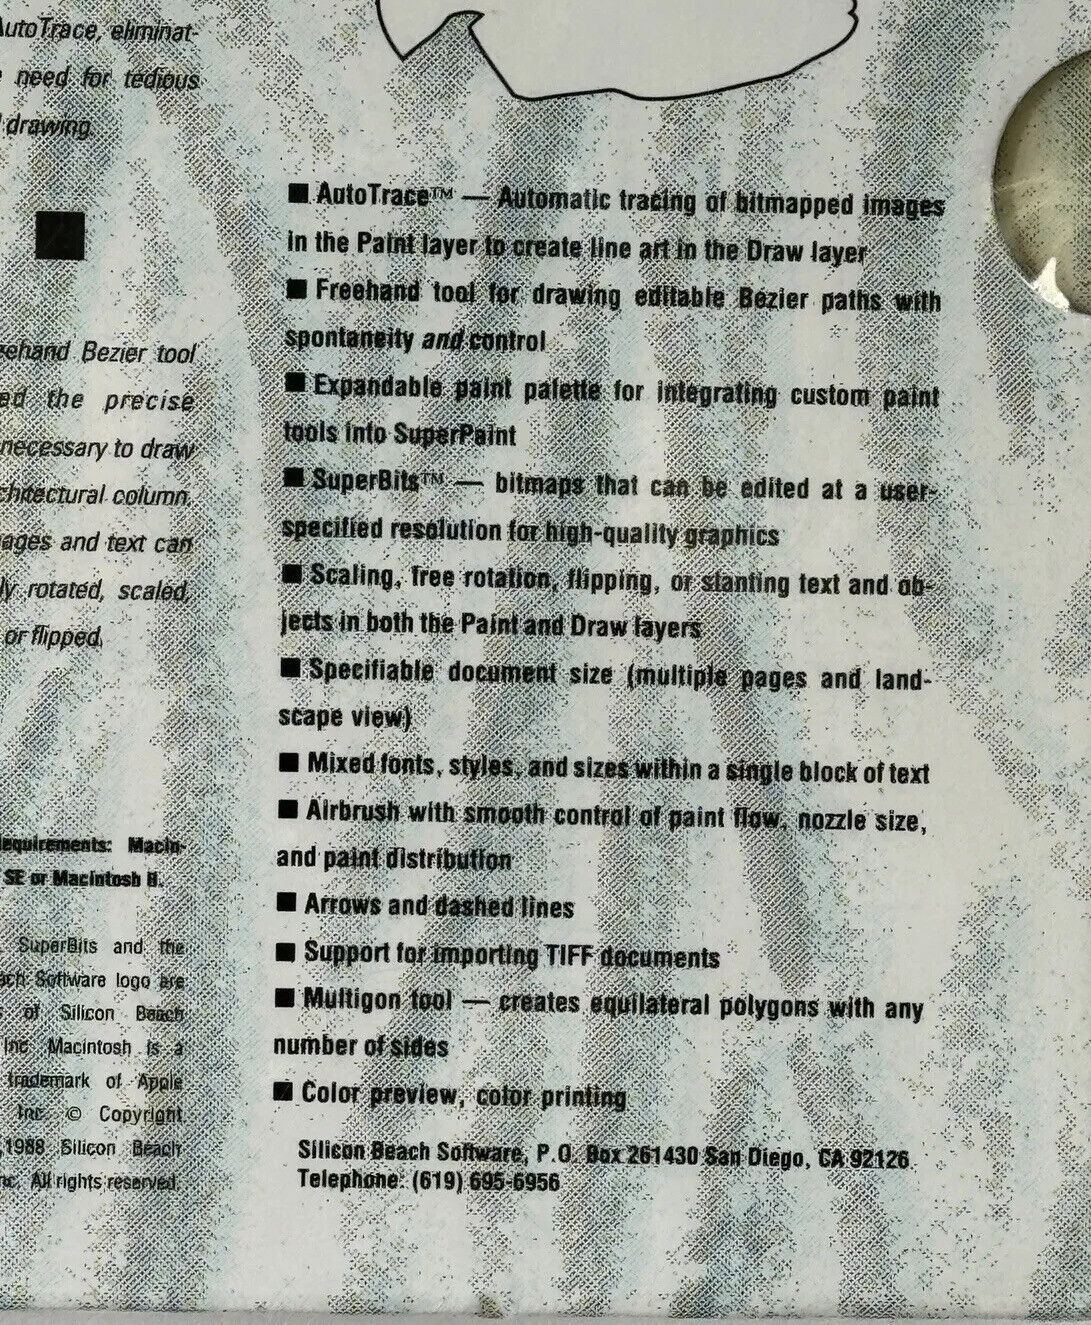 AutoTrace, eliminat-
need for tedious
drawing.
Bezier tool
the precise
necessary to draw
column.
and text can
rotated, scaled,
or flipped.
Macin-
SE or Macintosh II.
SuperBits and the
Software logo are
of Silicon Beach
Inc. Macintosh is a
trademark of Apple
Inc. © Copyright
1988 Silicon Beach
All rights reserved.
■ AutoTrace™ — Automatic tracing of bitmapped images
in the Paint layer to create line art in the Draw layer
■ Freehand tool for drawing editable Bezier paths with
spontaneity and control
■ Expandable paint palette for integrating custom paint
tools into SuperPaint
■ SuperBits™ — bitmaps that can be edited at a user-
specified resolution for high-quality graphics
■ Scaling, free rotation, flipping, or slanting text and ob-
jects in both the Paint and Draw layers
■ Specifiable document size (multiple pages and land-
scape view)
■ Mixed fonts, styles, and sizes within a single block of text
■ Airbrush with smooth control of paint flow, nozzle size,
and paint distribution
■ Arrows and dashed lines
■ Support for importing TIFF documents
■ Multigon tool — creates equilateral polygons with any
number of sides
■ Color preview, color printing
Silicon Beach Software, P.O. Box 261430 San Diego, CA 92126
Telephone: (619) 695-6956